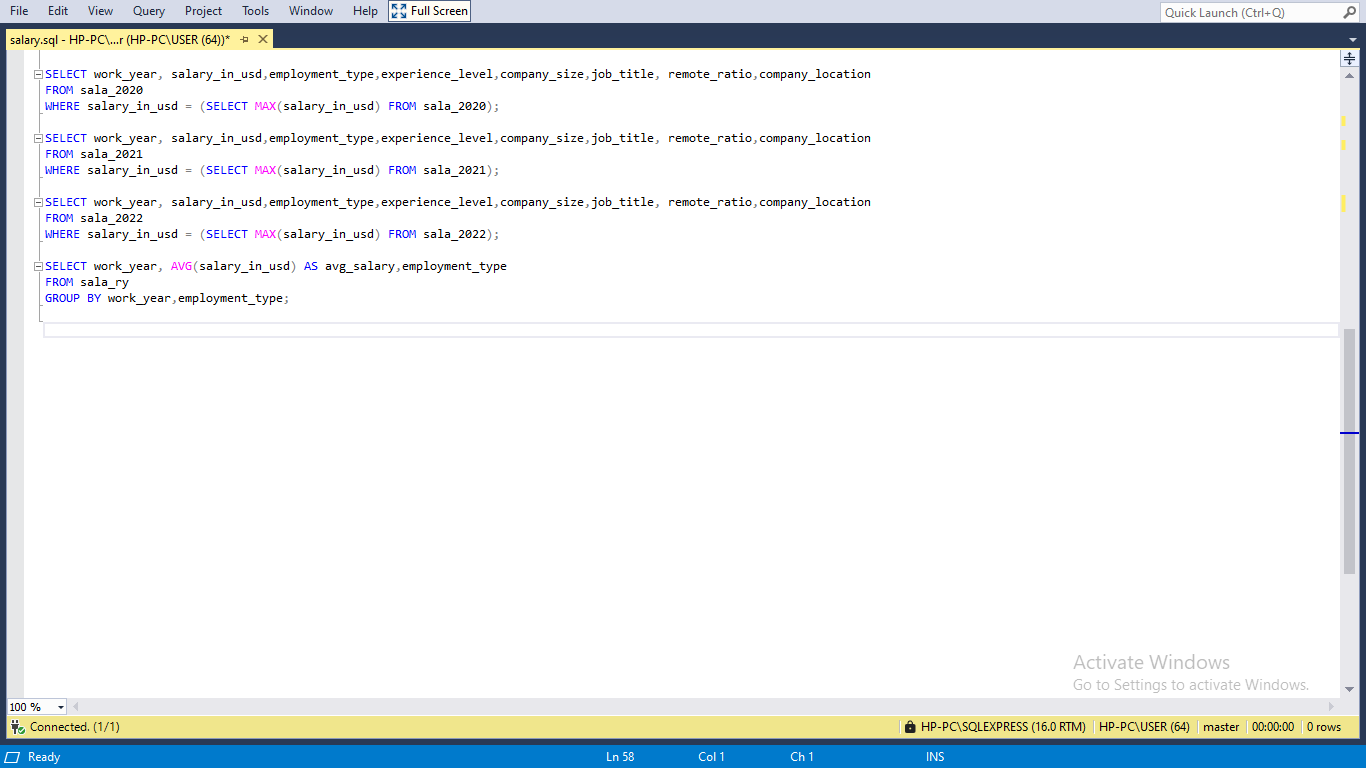 File Edit View Query Project Tools Window Help Full Screen
Quick Launch (Ctrl+Q)
salary.sql - HP-PC\...r (HP-PC\USER (64))*
SELECT work_year, salary_in_usd,employment_type,experience_level,company_size,job_title, remote_ratio,company_location
FROM sala_2020
WHERE salary_in_usd = (SELECT MAX(salary_in_usd) FROM sala_2020);
SELECT work_year, salary_in_usd,employment_type,experience_level,company_size,job_title, remote_ratio,company_location
FROM sala_2021
WHERE salary_in_usd = (SELECT MAX(salary_in_usd) FROM sala_2021);
SELECT work_year, salary_in_usd,employment_type,experience_level,company_size,job_title, remote_ratio,company_location
FROM sala_2022
WHERE salary_in_usd = (SELECT MAX(salary_in_usd) FROM sala_2022);
SELECT work_year, AVG(salary_in_usd) AS avg_salary,employment_type
FROM sala_ry
GROUP BY work_year,employment_type;
Activate Windows
Go to Settings to activate Windows.
100 %
Connected. (1/1) HP-PC\SQLEXPRESS (16.0 RTM) HP-PC\USER (64) master 00:00:00 0 rows
Ready Ln 58 Col 1 Ch 1 INS